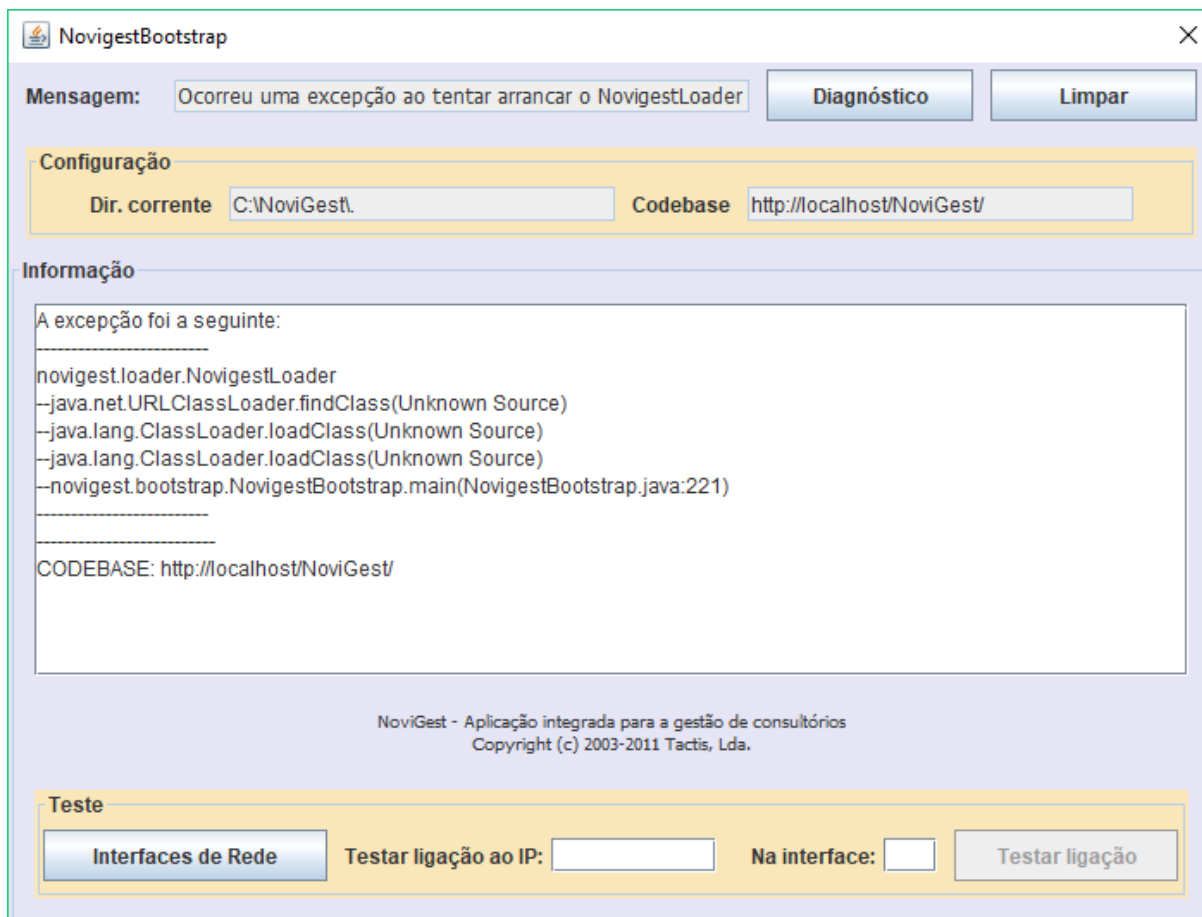 NovigestBootstrap
Mensagem: Ocorreu uma excepção ao tentar arrancar o NovigestLoader Diagnóstico Limpar
Configuração
Dir. corrente C:\NoviGest\. Codebase http://localhost/NoviGest/
Informação
A excepção foi a seguinte:
-------------------------
novigest.loader.NovigestLoader
--java.net.URLClassLoader.findClass(Unknown Source)
--java.lang.ClassLoader.loadClass(Unknown Source)
--java.lang.ClassLoader.loadClass(Unknown Source)
--novigest.bootstrap.NovigestBootstrap.main(NovigestBootstrap.java:221)
-------------------------
--------------------------
CODEBASE: http://localhost/NoviGest/
NoviGest - Aplicação integrada para a gestão de consultórios
Copyright (c) 2003-2011 Tactis, Lda.
Teste
Interfaces de Rede Testar ligação ao IP: Na interface: Testar ligação